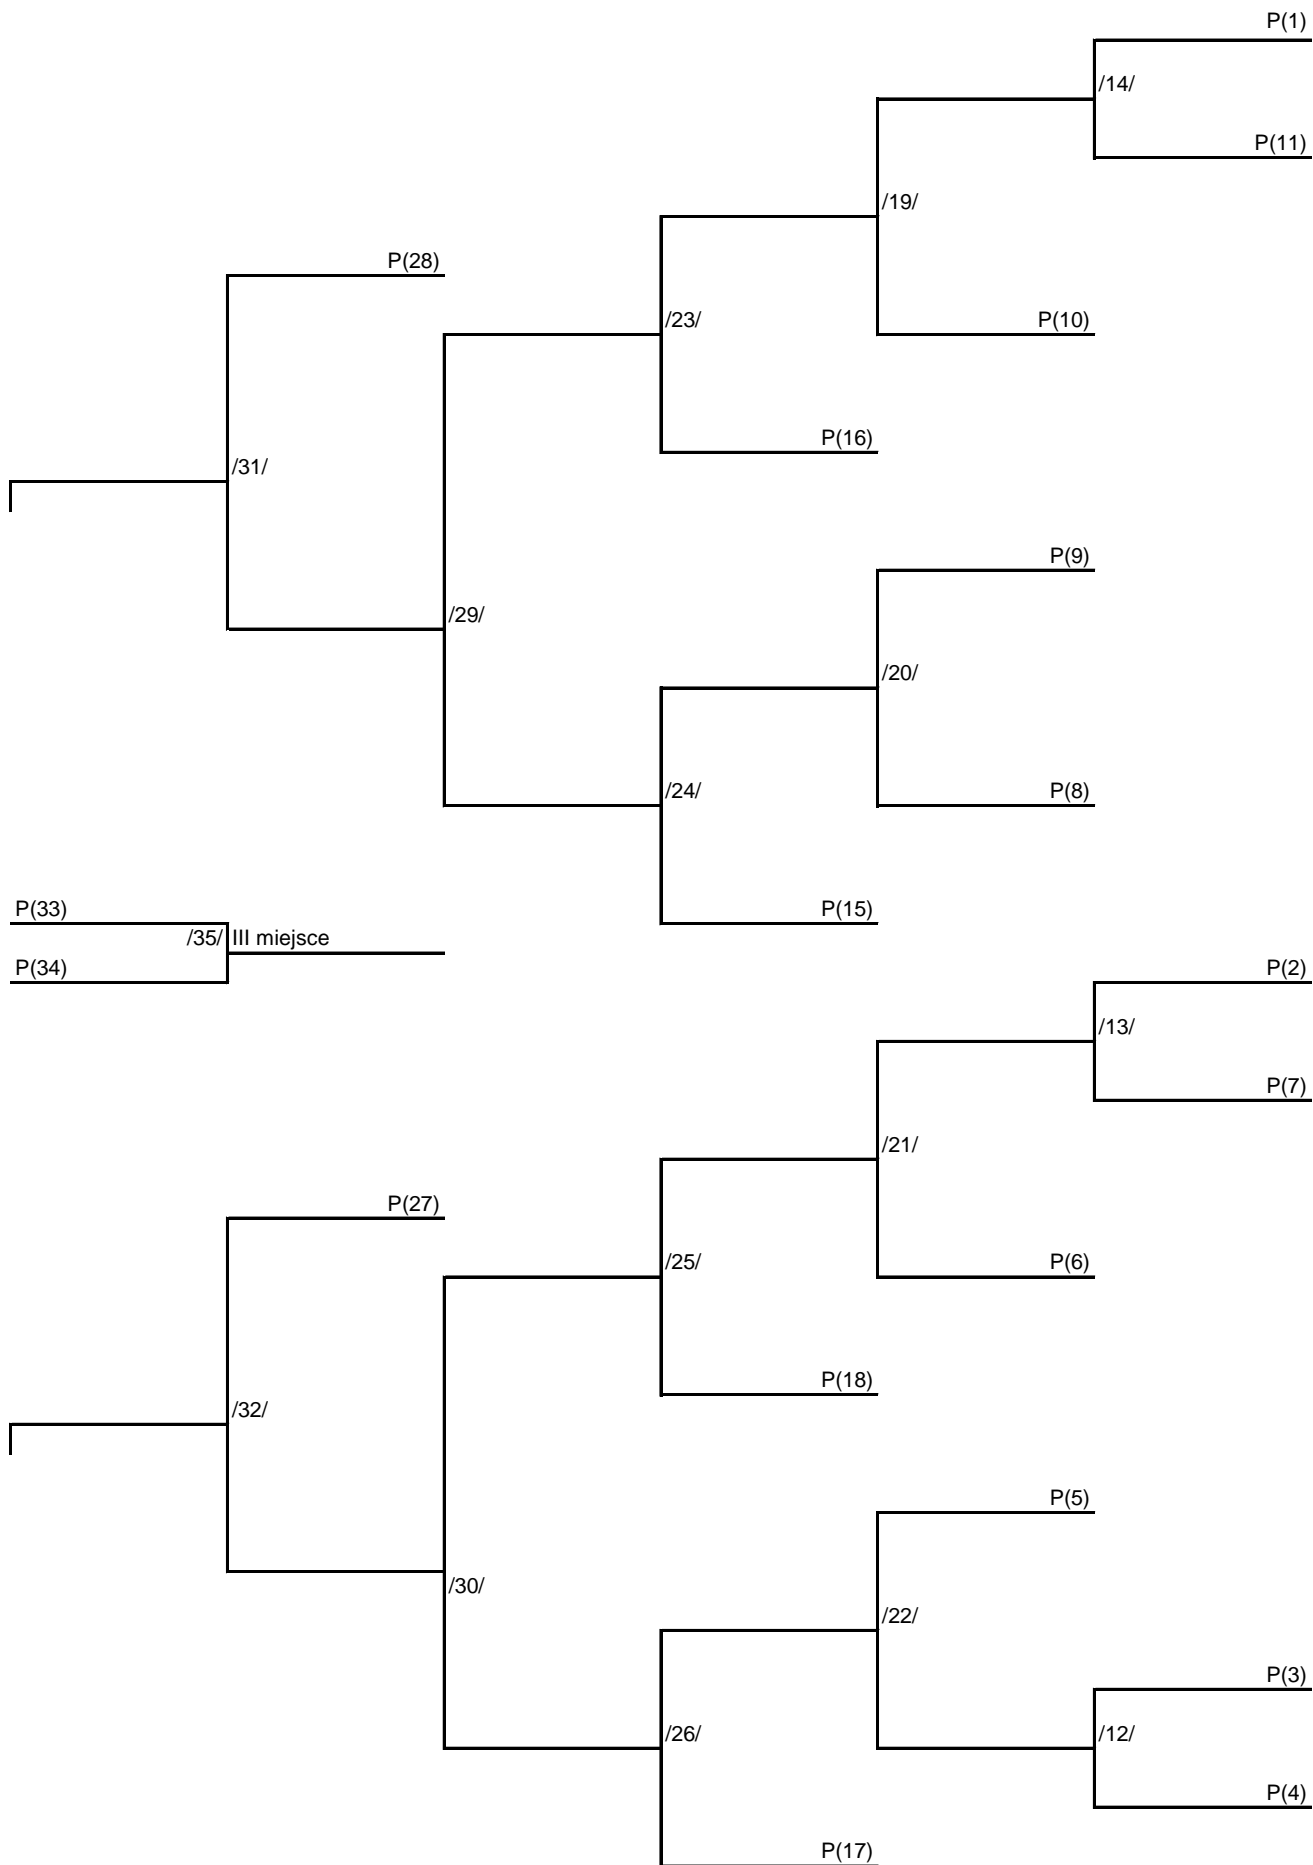 P(1)
/14/
P(11)
/19/
P(28)
/23/
P(10)
P(16)
/31/
P(9)
/29/
/20/
/24/
P(8)
P(33)
P(15)
/35/ III miejsce
P(34)
P(2)
/13/
P(7)
/21/
P(27)
/25/
P(6)
P(18)
/32/
P(5)
/30/
/22/
P(3)
/26/
/12/
P(4)
P(17)